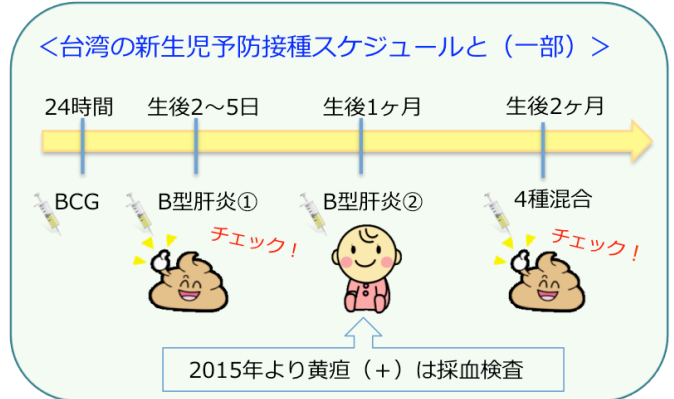 ＜台湾の新生児予防接種スケジュールと（一部）＞
24時間 生後2～5日 生後1ヶ月 生後2ヶ月
BCG B型肝炎① B型肝炎② 4種混合
チェック！ チェック！
2015年より黄疸（＋）は採血検査